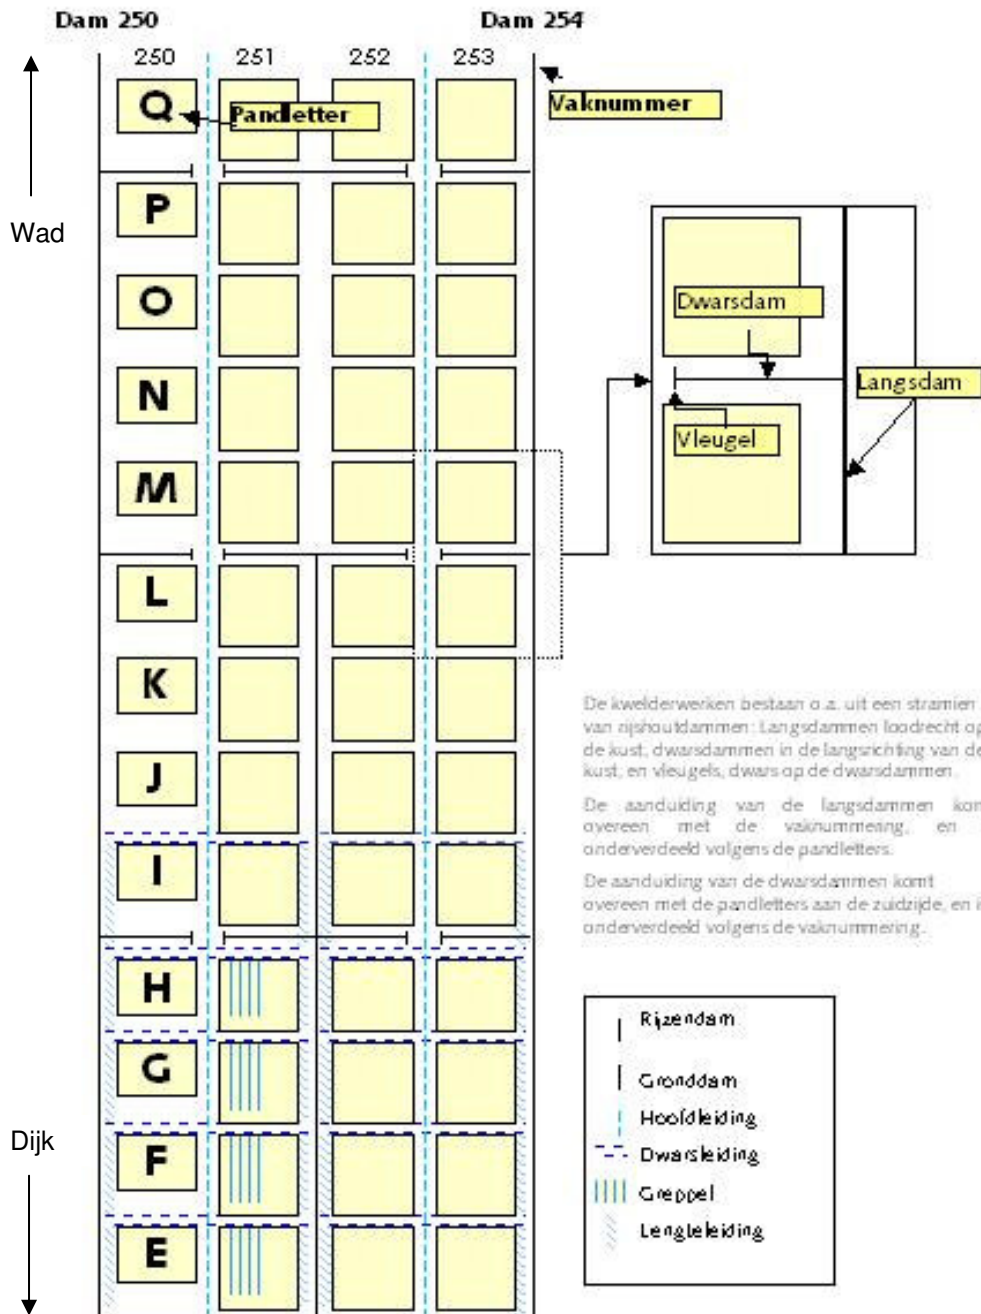 Dam 250 Dam 254
250 251 252 253
Q
Pandletter
Vaknummer
P
Wad
O
Dwarsdam
N
Langsdam
Vleugel
M
L
K
De kwelderwerken bestaan o.a. uit een stramien
van rijshoutdammen: Langsdammen loodrecht op
de kust, dwarsdammen in de langsrichting van de
kust, en vleugels, dwars op de dwarsdammen.
J
De aanduiding van de langsdammen kom
overeen met de vaknummering, en
onderverdeeld volgens de pandletters.
I
De aanduiding van de dwarsdammen komt
overeen met de pandletters aan de zuidzijde, en i
onderverdeeld volgens de vaknummering.
H
Rijzendam
G
Gronddam
Hoofdleiding
Dijk
F
Dwarsleiding
Greppel
Lengteleiding
E